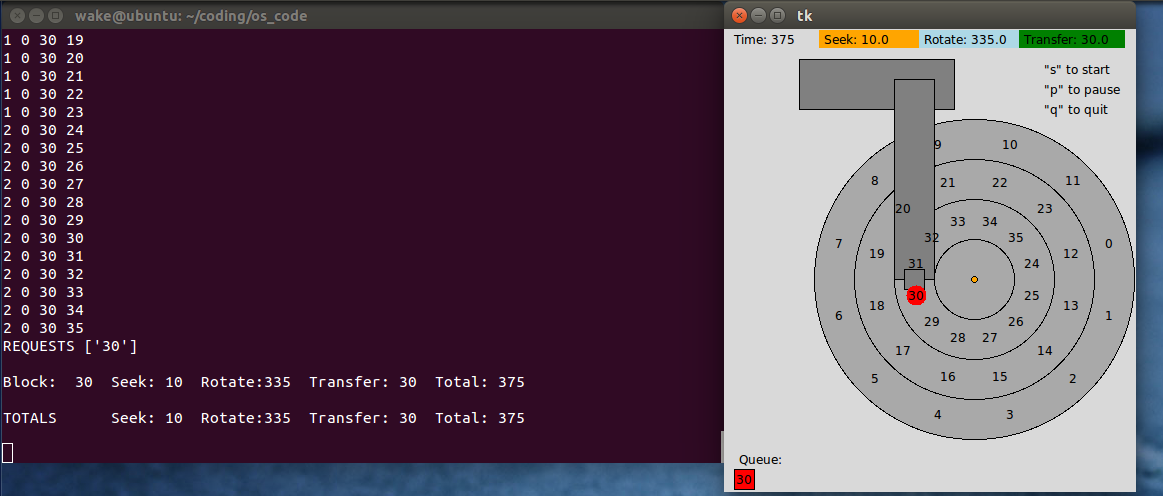 wake@ubuntu: ~/coding/os_code
1 0 30 19
1 0 30 20
1 0 30 21
1 0 30 22
1 0 30 23
2 0 30 24
2 0 30 25
2 0 30 26
2 0 30 27
2 0 30 28
2 0 30 29
2 0 30 30
2 0 30 31
2 0 30 32
2 0 30 33
2 0 30 34
2 0 30 35
REQUESTS ['30']
Block:  30  Seek: 10  Rotate:335  Transfer: 30  Total: 375
TOTALS      Seek: 10  Rotate:335  Transfer: 30  Total: 375
tk
Time: 375 Seek: 10.0 Rotate: 335.0 Transfer: 30.0
"s" to start
"p" to pause
"q" to quit
9 10
8 21 22 11
20 23
33 34
7 32 35 0
19 31 24 12
30 25
6 18 13 1
29 26
28 27
17 14
5 16 15 2
4 3
Queue:
30